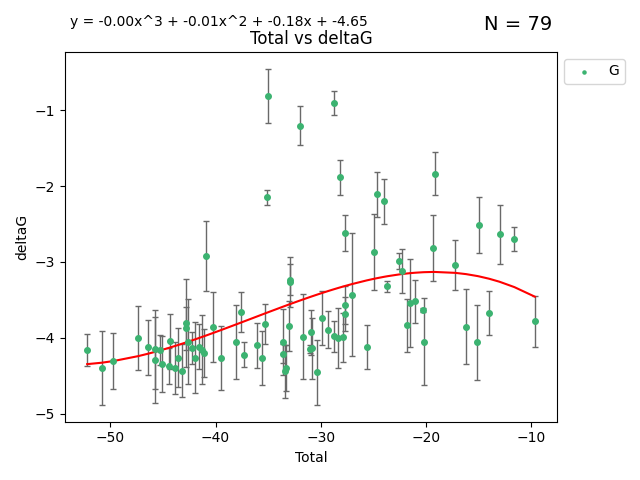 y = -0.00x^3 + -0.01x^2 + -0.18x + -4.65
N = 79
Total vs deltaG
G
−1
−2
−3
−4
−5
deltaG
−50 −40 −30 −20 −10
Total